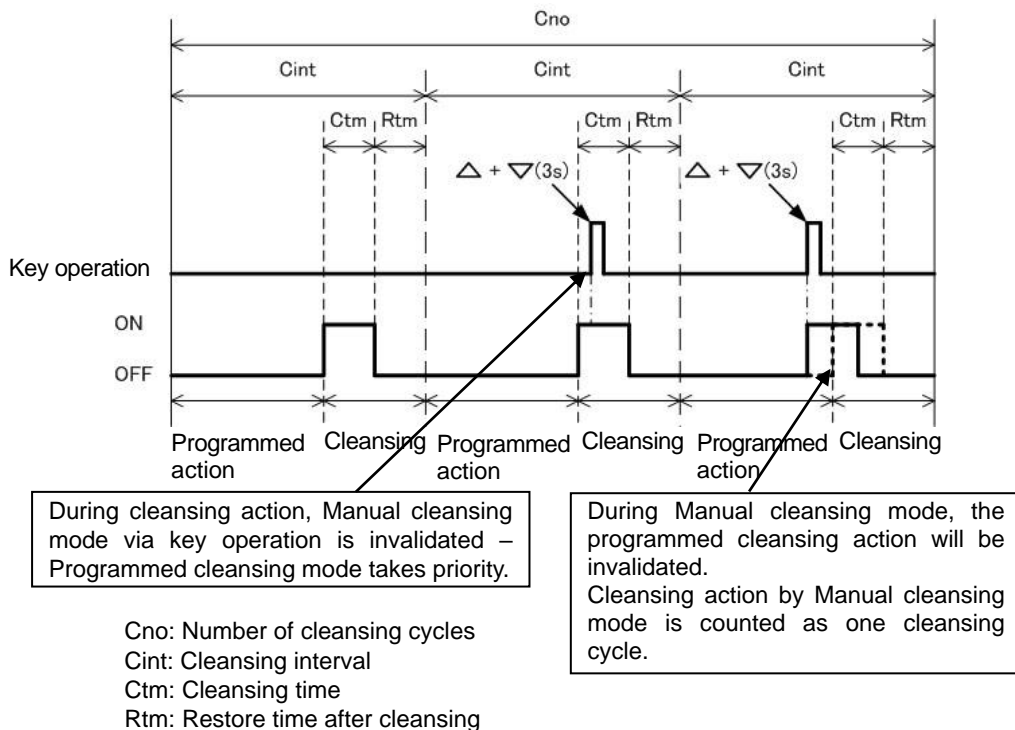 Cno
Cint Cint Cint
Ctm Rtm Ctm Rtm Ctm Rtm
△ + ▽(3s) △ + ▽(3s)
Key operation
ON
OFF
Programmed action Cleansing Programmed action Cleansing Programmed action Cleansing
During cleansing action, Manual cleansing
mode via key operation is invalidated –
Programmed cleansing mode takes priority.
During Manual cleansing mode, the
programmed cleansing action will be
invalidated.
Cleansing action by Manual cleansing
mode is counted as one cleansing
cycle.
Cno: Number of cleansing cycles
Cint: Cleansing interval
Ctm: Cleansing time
Rtm: Restore time after cleansing